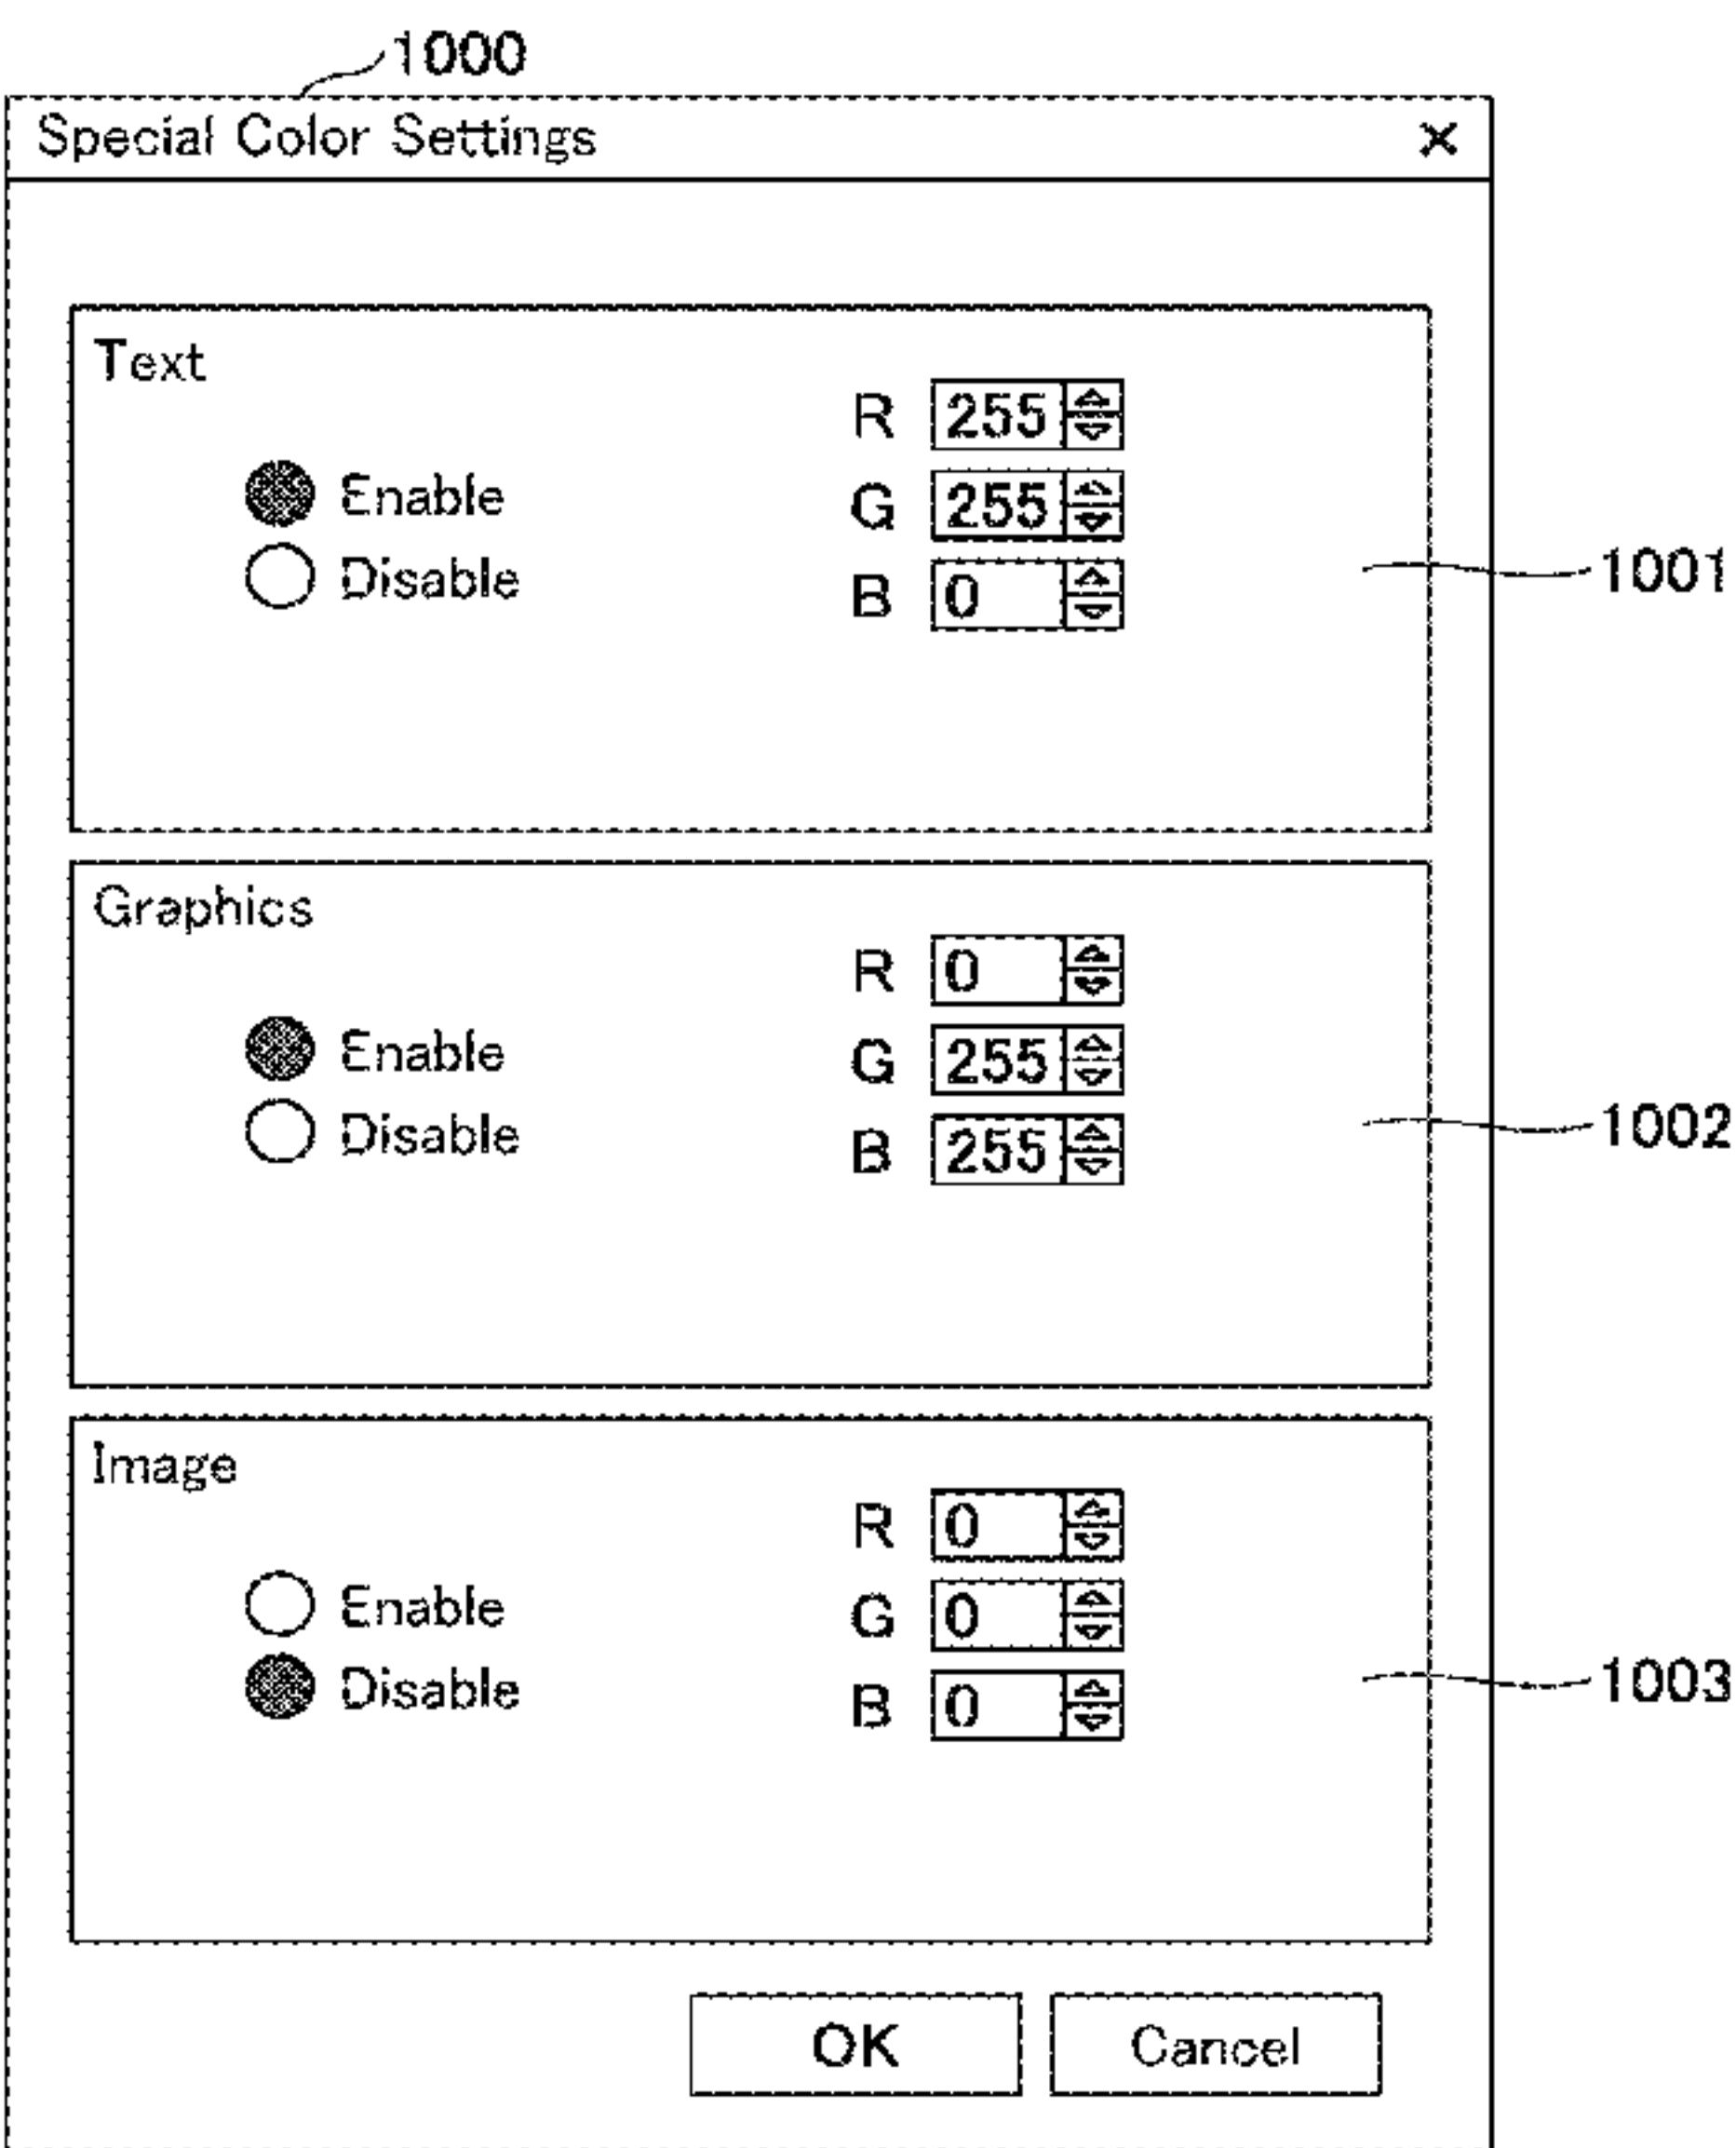 1000
Special Color Settings ×
Text
R 255
Enable
G 255
Disable
B 0
1001
Graphics
R 0
Enable
G 255
Disable
B 255
1002
Image
R 0
Enable
G 0
Disable
B 0
1003
OK
Cancel